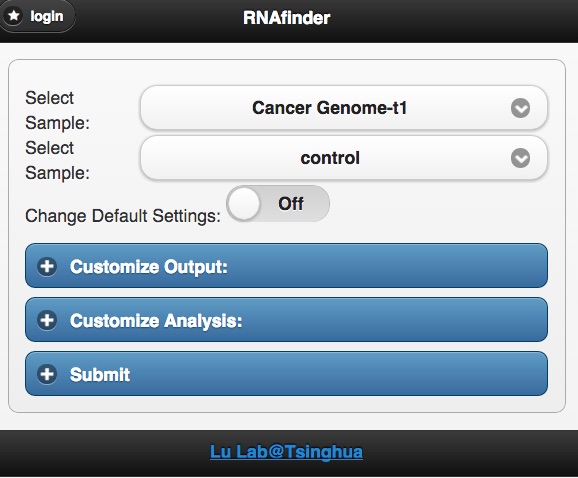 login
RNAfinder
Select
Sample:
Cancer Genome-t1
Select
Sample:
control
Change Default Settings:
Off
Customize Output:
Customize Analysis:
Submit
Lu Lab@Tsinghua